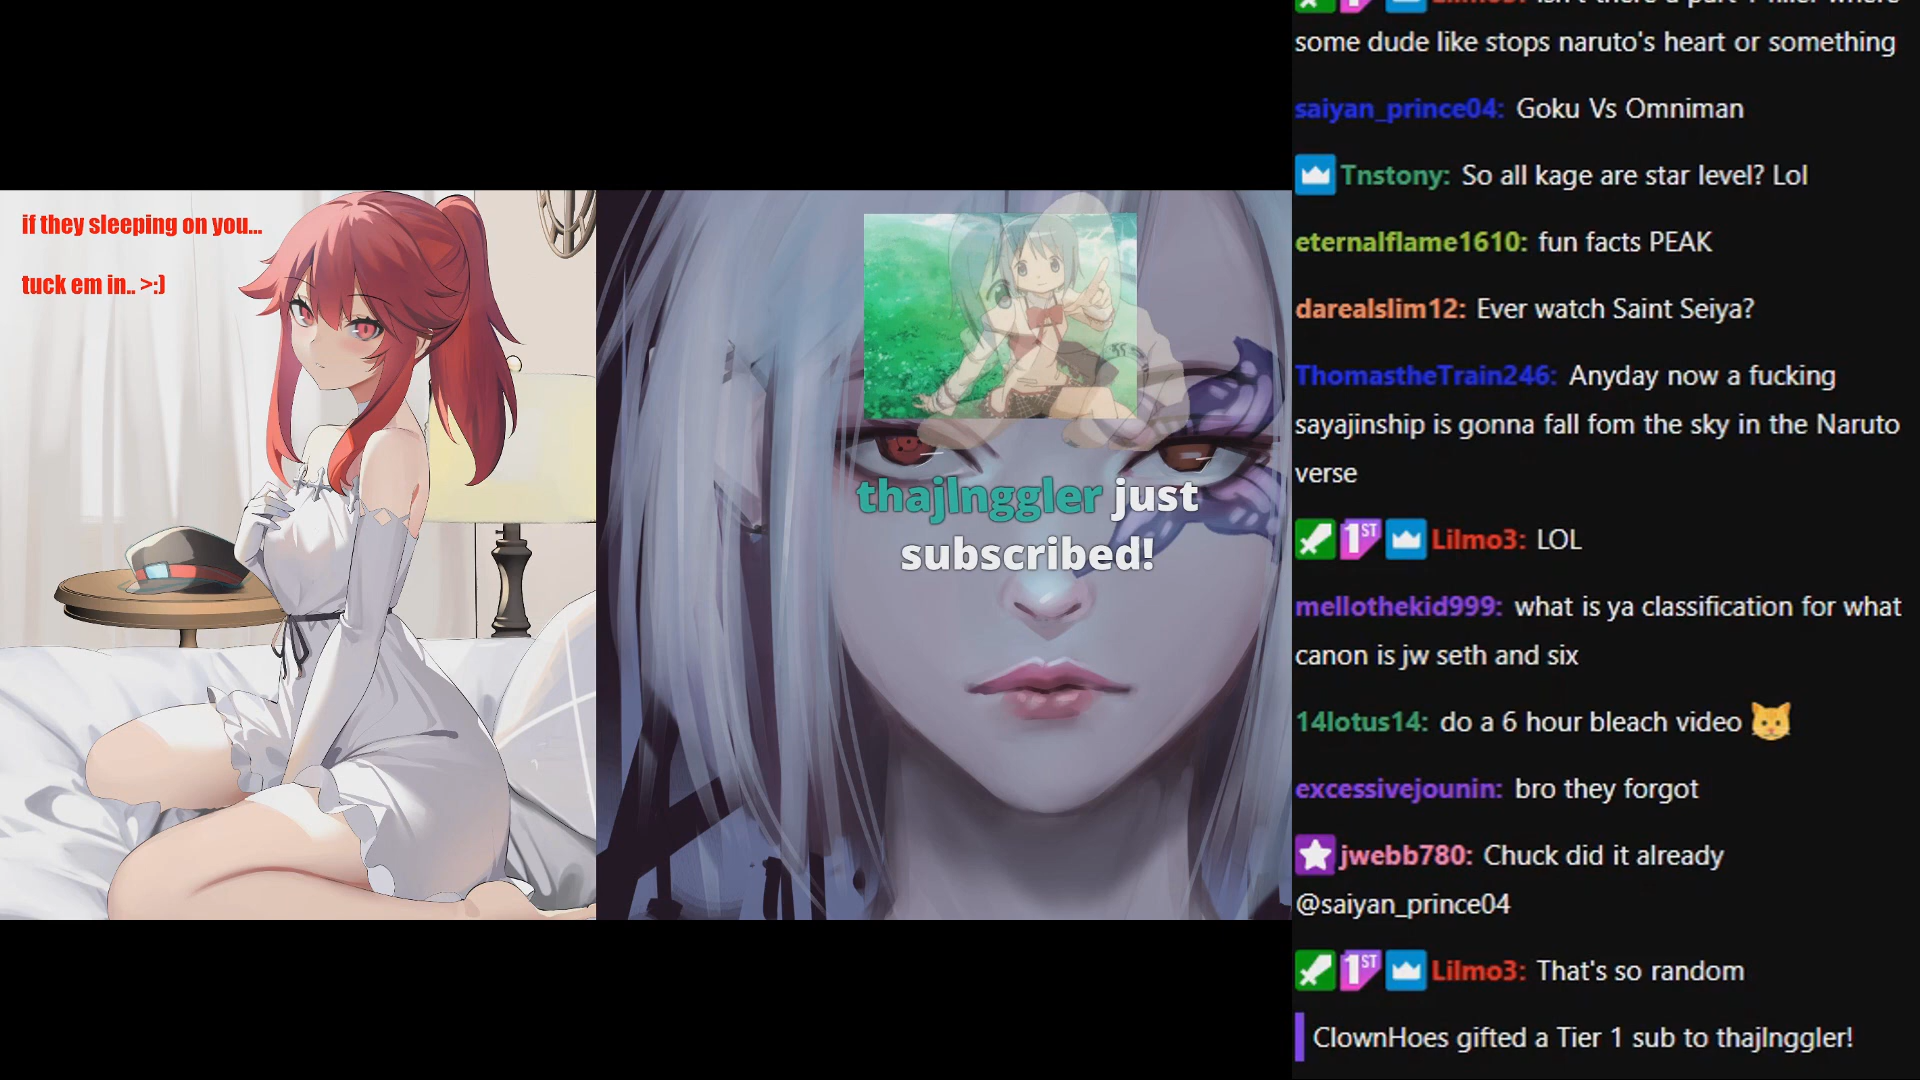 if they sleeping on you...
tuck em in.. >:)
thajlnggler just
subscribed!
some dude like stops naruto's heart or something
saiyan_prince04: Goku Vs Omniman
Tnstony: So all kage are star level? Lol
eternalflame1610: fun facts PEAK
darealslim12: Ever watch Saint Seiya?
ThomastheTrain246: Anyday now a fucking
sayajinship is gonna fall fom the sky in the Naruto
verse
1ST Lilmo3: LOL
mellothekid999: what is ya classification for what
canon is jw seth and six
14lotus14: do a 6 hour bleach video
excessivejounin: bro they forgot
jwebb780: Chuck did it already
@saiyan_prince04
1ST Lilmo3: That's so random
ClownHoes gifted a Tier 1 sub to thajlnggler!